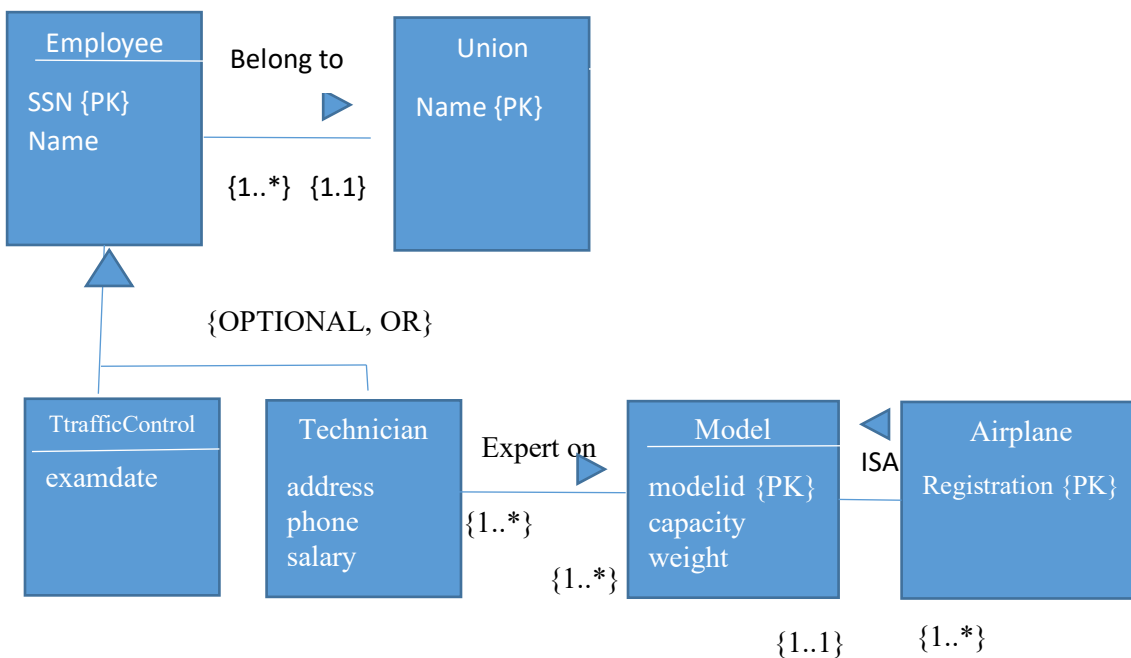 Employee
SSN {PK}
Name
Belong to
{1..*} {1.1}
Union
Name {PK}
{OPTIONAL, OR}
TtrafficControl
examdate
Technician
address
phone
salary
Expert on
{1..*}
{1..*}
Model
modelid {PK}
capacity
weight
ISA
Airplane
Registration {PK}
{1..1}
{1..*}